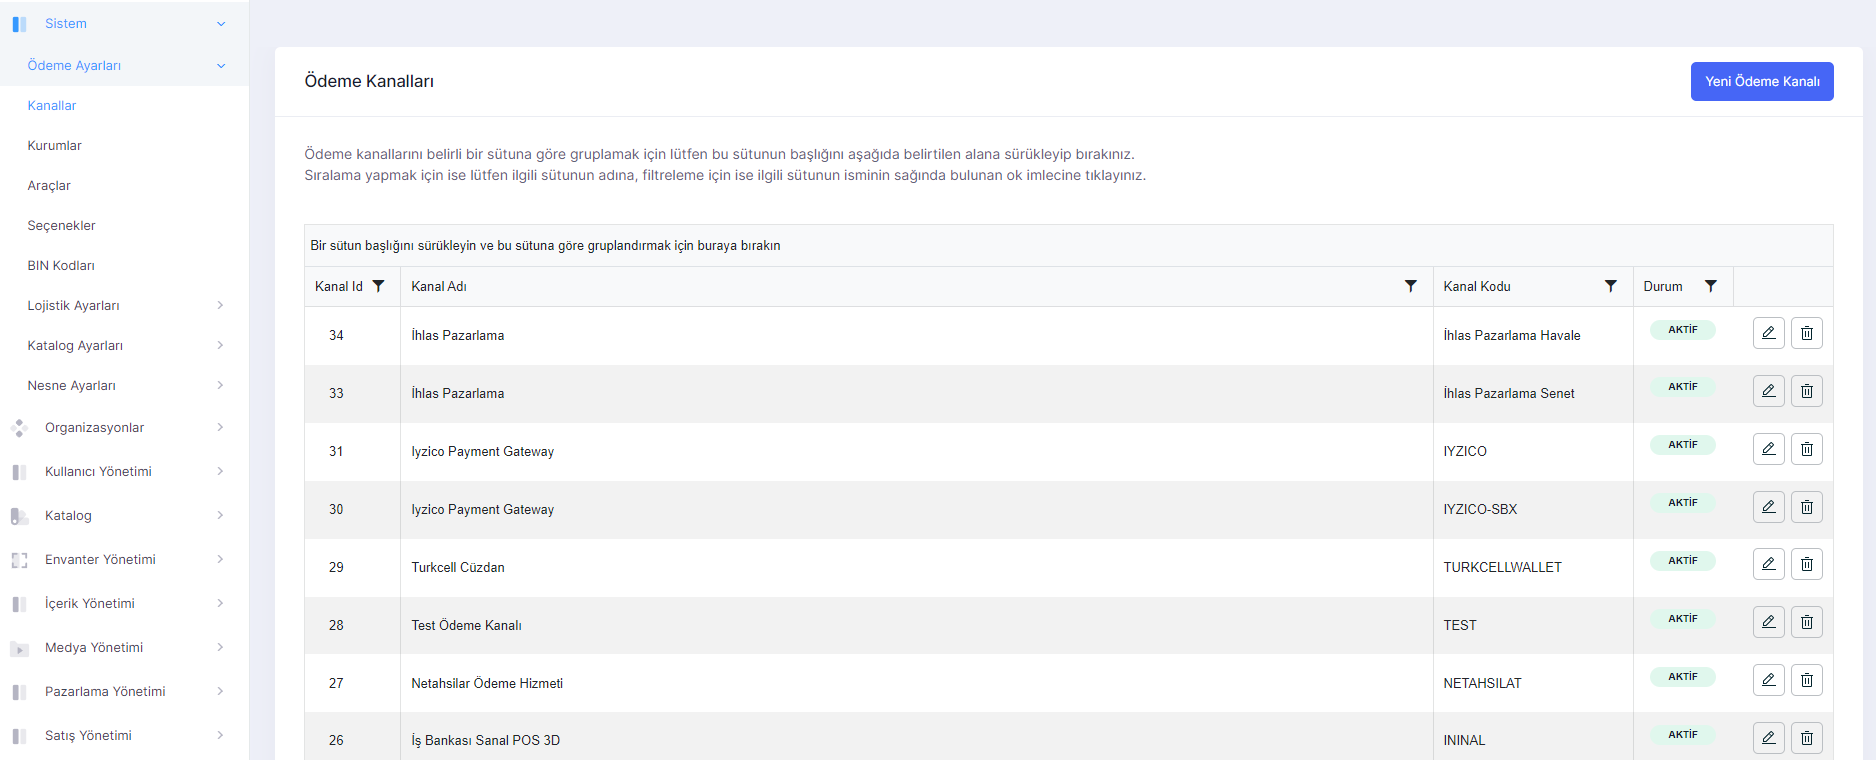 Sistem
Ödeme Ayarları
Kanallar
Kurumlar
Araçlar
Seçenekler
BIN Kodları
Lojistik Ayarları
Katalog Ayarları
Nesne Ayarları
Organizasyonlar
Kullanıcı Yönetimi
Katalog
Envanter Yönetimi
İçerik Yönetimi
Medya Yönetimi
Pazarlama Yönetimi
Satış Yönetimi
Ödeme Kanalları
Yeni Ödeme Kanalı
Ödeme kanallarını belirli bir sütuna göre gruplamak için lütfen bu sütunun başlığını aşağıda belirtilen alana sürükleyip bırakınız.
Sıralama yapmak için ise lütfen ilgili sütunun adına, filtreleme için ise ilgili sütunun isminin sağında bulunan ok imlecine tıklayınız.
Bir sütun başlığını sürükleyin ve bu sütuna göre gruplandırmak için buraya bırakın
Kanal Id Kanal Adı Kanal Kodu Durum
34 İhlas Pazarlama İhlas Pazarlama Havale AKTİF
33 İhlas Pazarlama İhlas Pazarlama Senet AKTİF
31 Iyzico Payment Gateway IYZICO AKTİF
30 Iyzico Payment Gateway IYZICO-SBX AKTİF
29 Turkcell Cüzdan TURKCELLWALLET AKTİF
28 Test Ödeme Kanalı TEST AKTİF
27 Netahsilar Ödeme Hizmeti NETAHSILAT AKTİF
26 İş Bankası Sanal POS 3D ININAL AKTİF